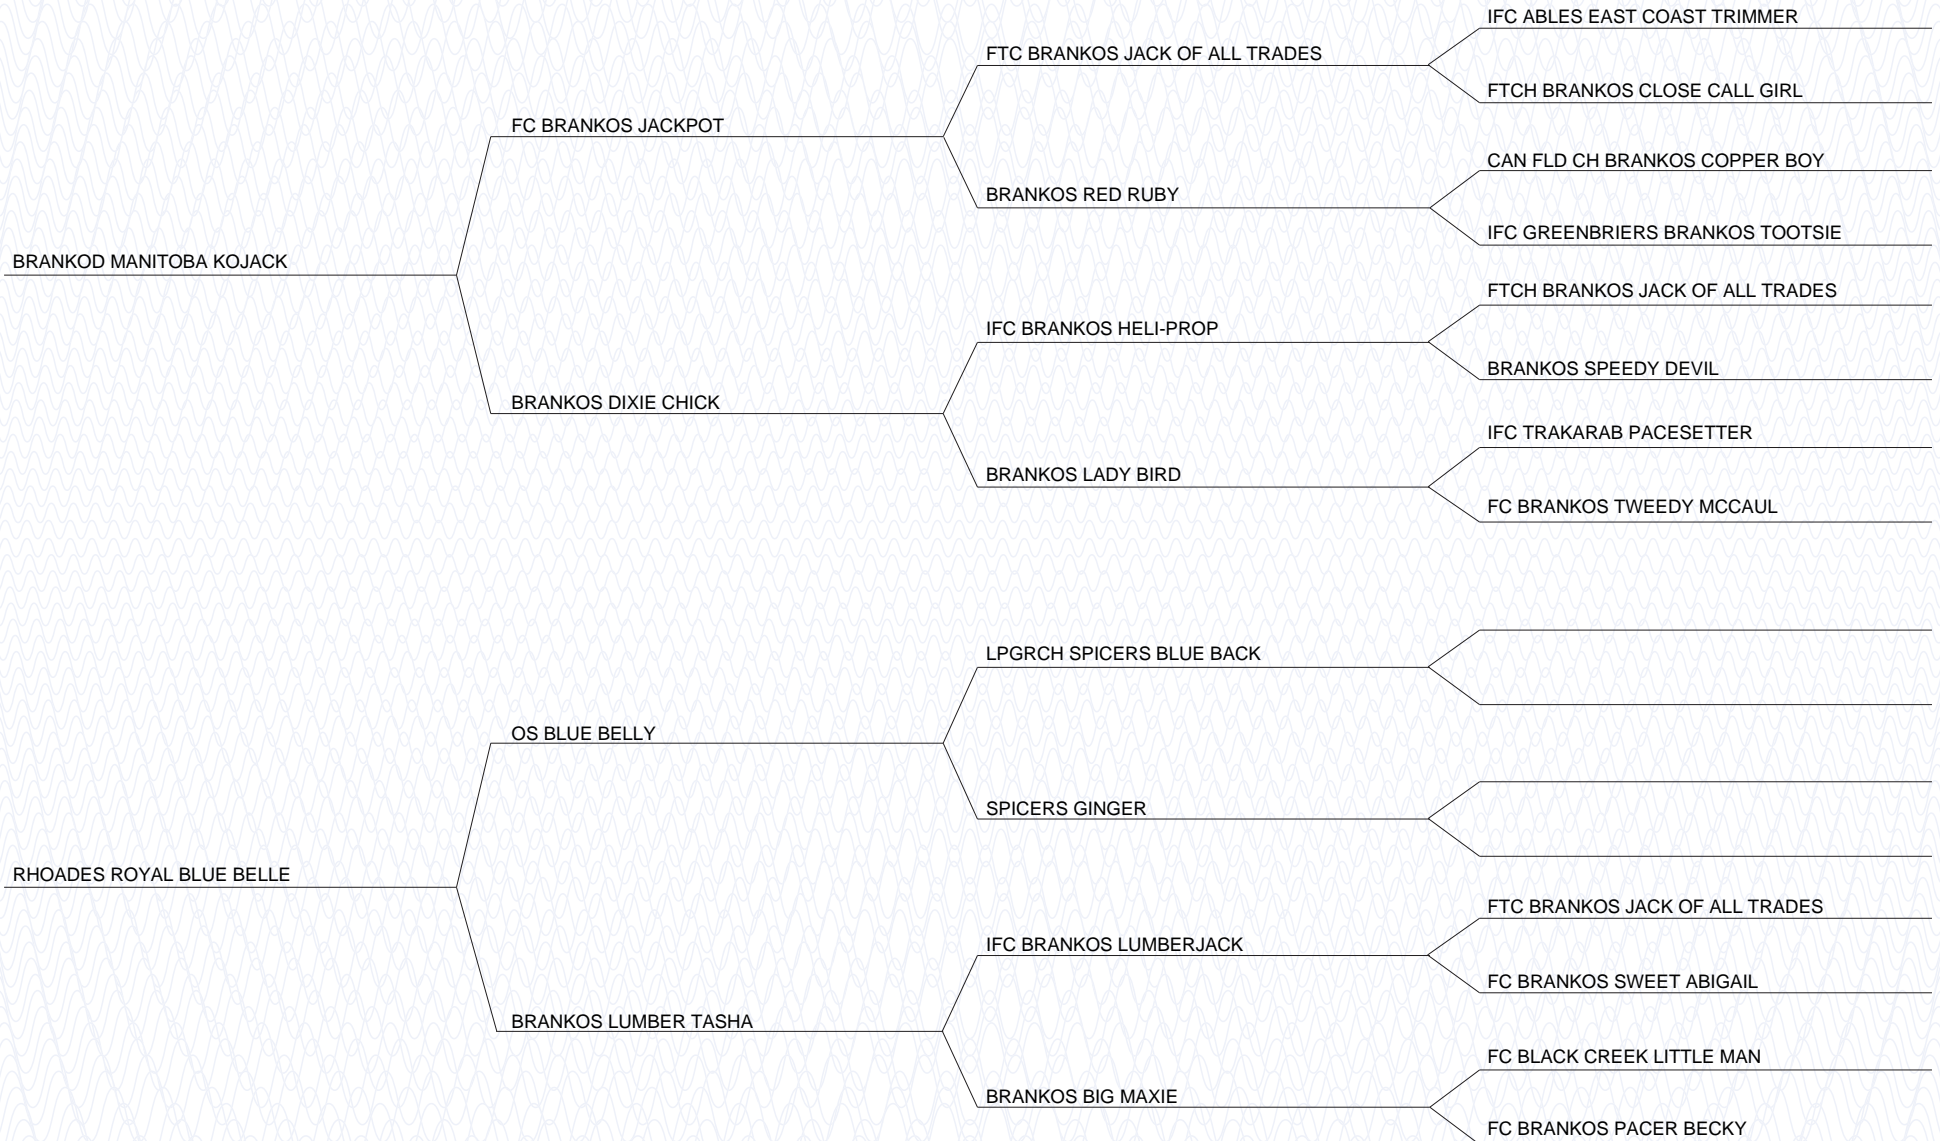 IFC ABLES EAST COAST TRIMMER
FTC BRANKOS JACK OF ALL TRADES
FTCH BRANKOS CLOSE CALL GIRL
FC BRANKOS JACKPOT
CAN FLD CH BRANKOS COPPER BOY
BRANKOS RED RUBY
IFC GREENBRIERS BRANKOS TOOTSIE
BRANKOD MANITOBA KOJACK
FTCH BRANKOS JACK OF ALL TRADES
IFC BRANKOS HELI-PROP
BRANKOS SPEEDY DEVIL
BRANKOS DIXIE CHICK
IFC TRAKARAB PACESETTER
BRANKOS LADY BIRD
FC BRANKOS TWEEDY MCCAUL
LPGRCH SPICERS BLUE BACK
OS BLUE BELLY
SPICERS GINGER
RHOADES ROYAL BLUE BELLE
FTC BRANKOS JACK OF ALL TRADES
IFC BRANKOS LUMBERJACK
FC BRANKOS SWEET ABIGAIL
BRANKOS LUMBER TASHA
FC BLACK CREEK LITTLE MAN
BRANKOS BIG MAXIE
FC BRANKOS PACER BECKY